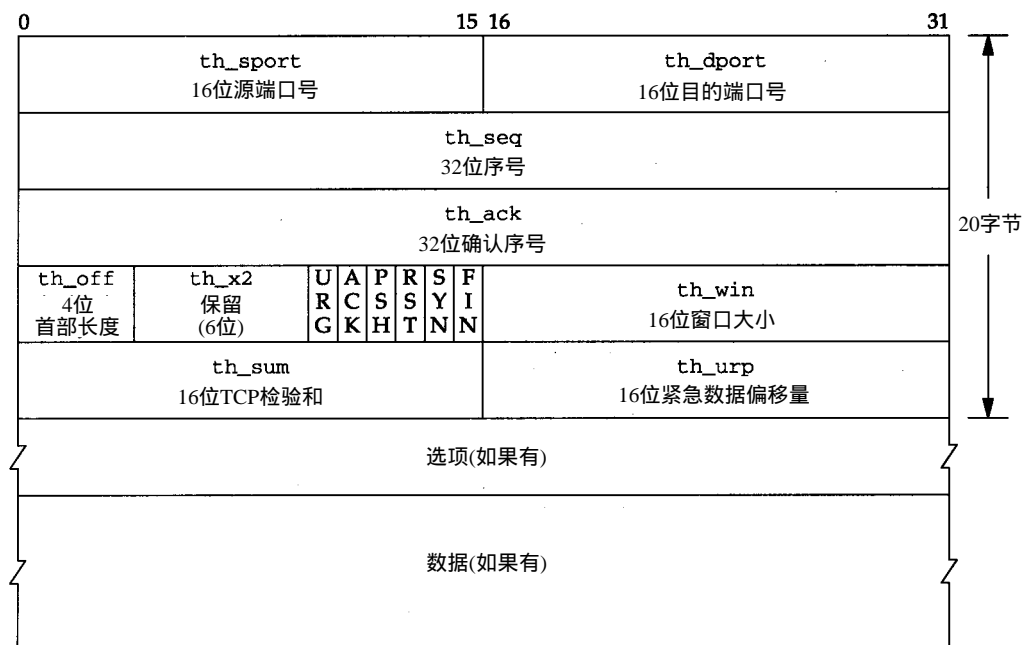 0 15 16 31
th_sport th_dport
16位源端口号 16位目的端口号
th_seq
32位序号
th_ack
32位确认序号
20字节
th_off th_x2 URG ACK PSH RST SYN FIN th_win
4位 保留 16位窗口大小
首部长度 (6位)
th_sum th_urp
16位TCP检验和 16位紧急数据偏移量
选项(如果有)
数据(如果有)